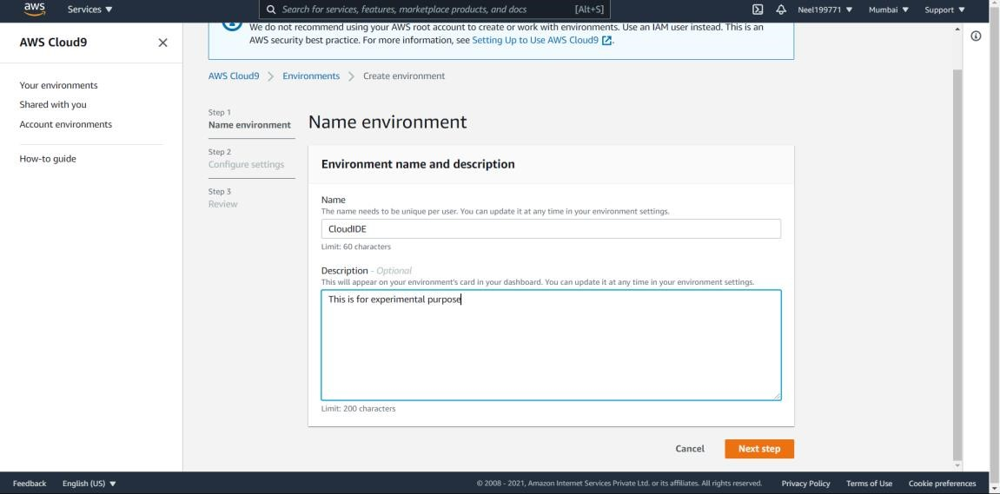 aws
Services ▼
Search for services, features, marketplace products, and docs [Alt+S]
Neel199771 ▼
Mumbai ▼
Support ▼
AWS Cloud9
Your environments
Shared with you
Account environments
How-to guide
We do not recommend using your AWS root account to create or work with environments. Use an IAM user instead. This is an
AWS security best practice. For more information, see Setting Up to Use AWS Cloud9
AWS Cloud9 > Environments > Create environment
Step 1
Name environment
Step 2
Configure settings
Step 3
Review
Name environment
Environment name and description
Name
The name needs to be unique per user. You can update it at any time in your environment settings.
CloudIDE
Limit: 60 characters
Description - Optional
This will appear on your environment's card in your dashboard. You can update it at any time in your environment settings.
This is for experimental purpose
Limit: 200 characters
Cancel
Next step
Feedback
English (US) ▼
© 2008 - 2021, Amazon Internet Services Private Ltd. or its affiliates. All rights reserved.
Privacy Policy
Terms of Use
Cookie preferences